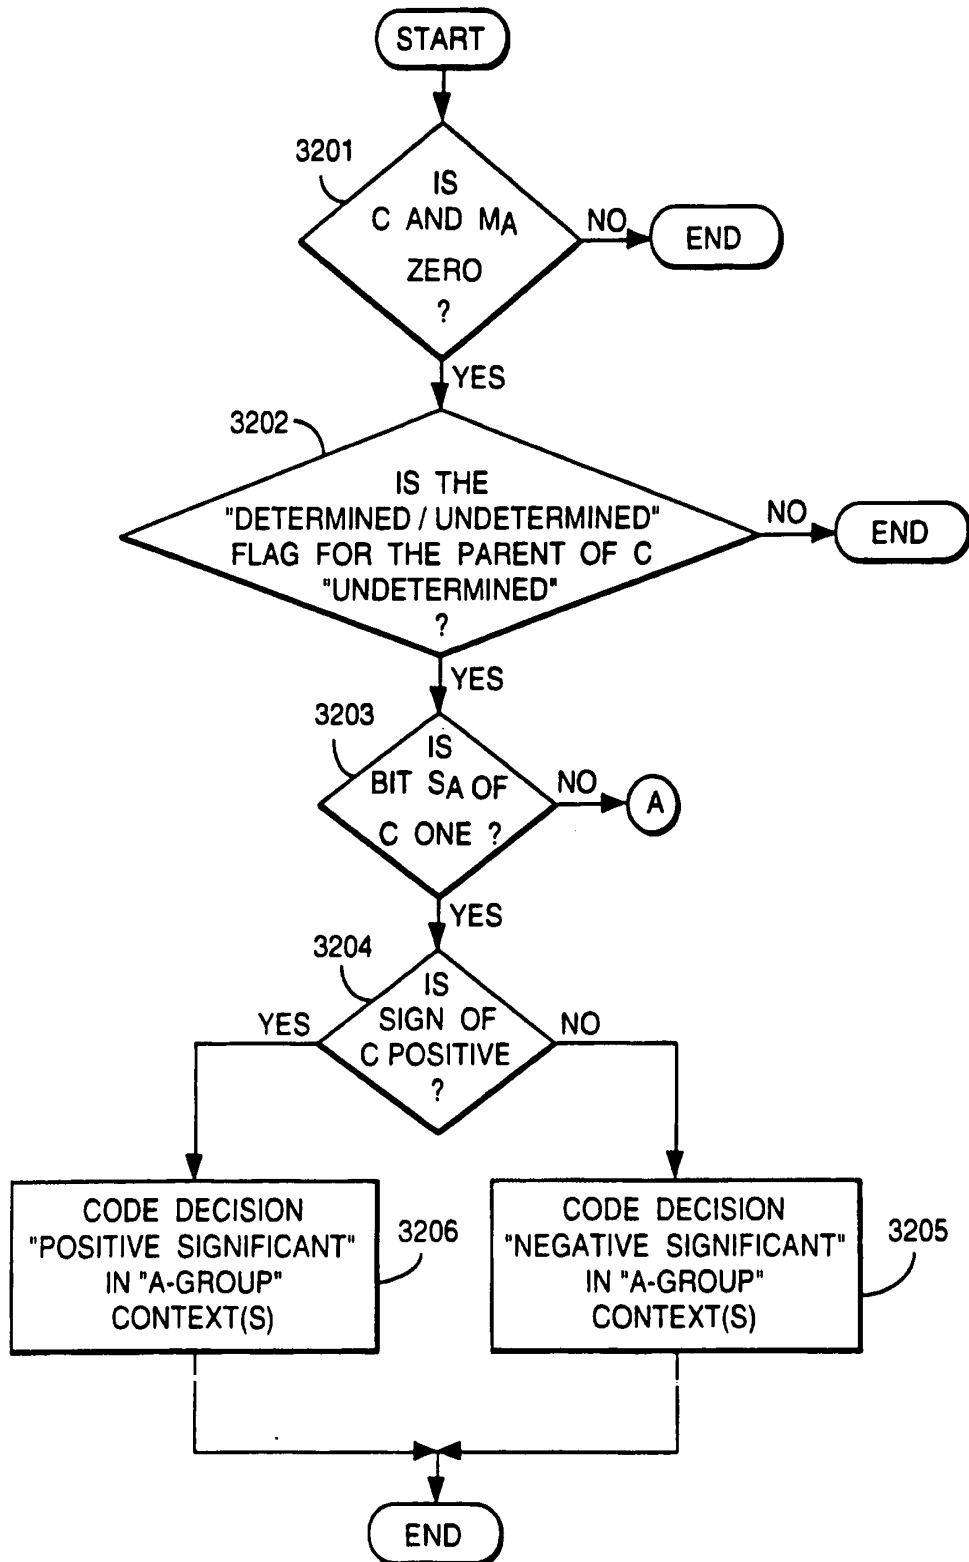 START
3201
IS
C AND MA
ZERO
?
NO
END
YES
3202
IS THE
"DETERMINED / UNDETERMINED"
FLAG FOR THE PARENT OF C
"UNDETERMINED"
?
NO
END
YES
3203
IS
BIT SA OF
C ONE ?
NO
A
YES
3204
IS
SIGN OF
C POSITIVE
?
YES
NO
CODE DECISION
"POSITIVE SIGNIFICANT"
IN "A-GROUP"
CONTEXT(S)
3206
CODE DECISION
"NEGATIVE SIGNIFICANT"
IN "A-GROUP"
CONTEXT(S)
3205
END